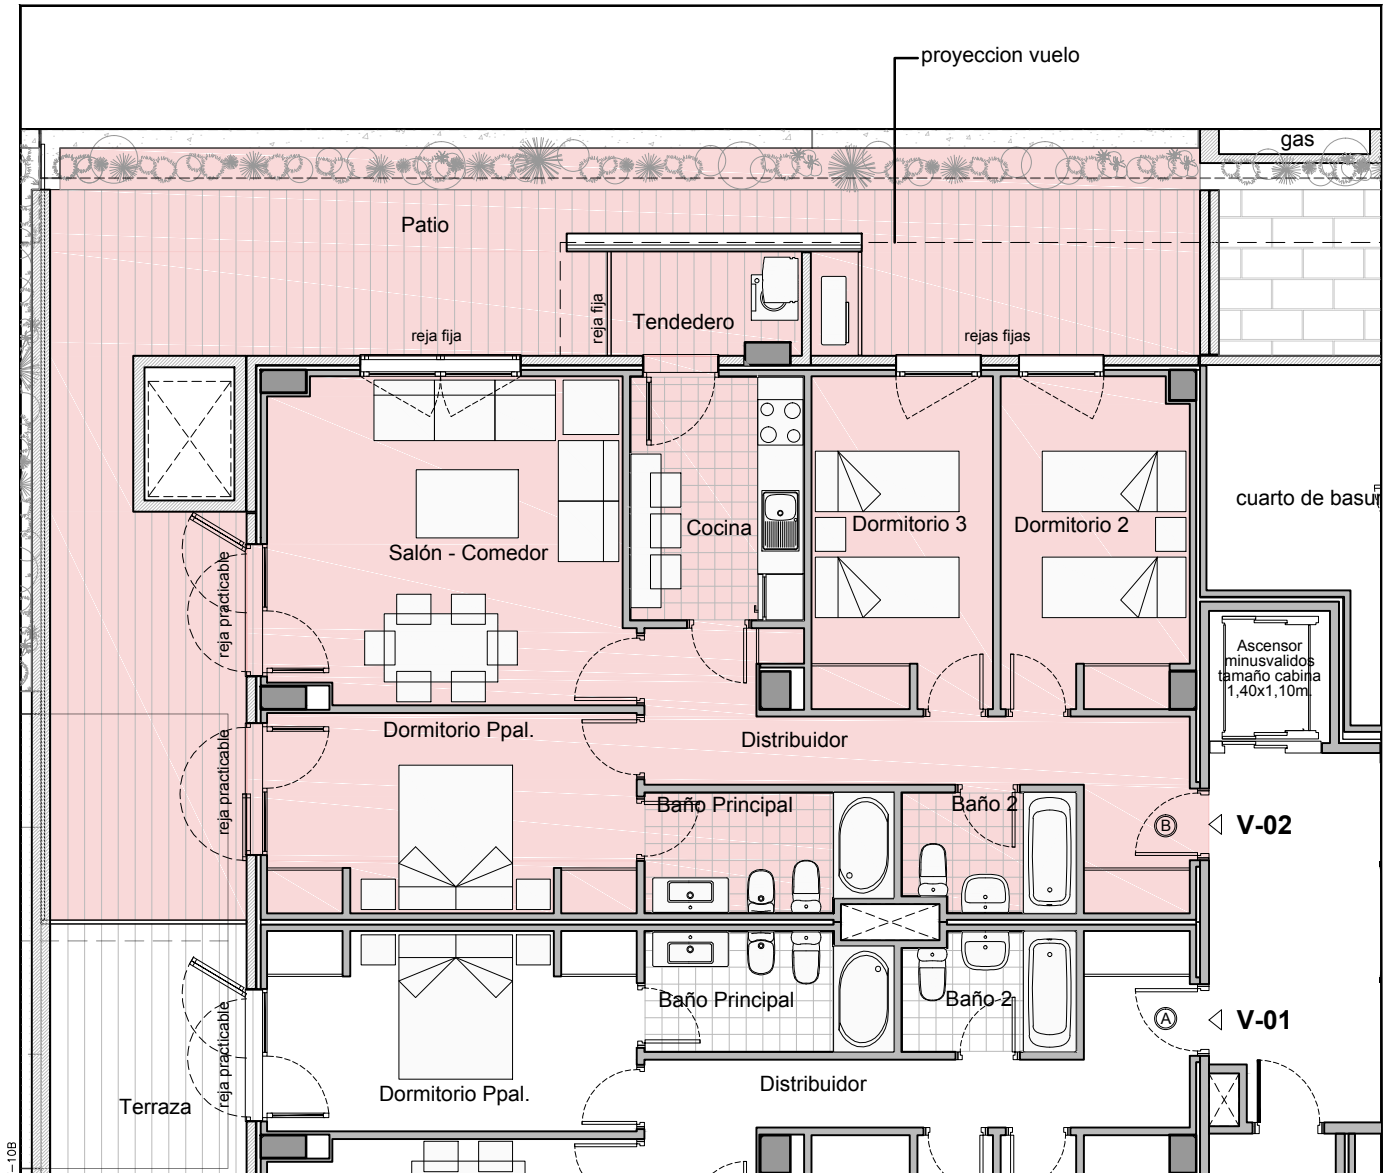 proyeccion vuelo
gas
Patio
reja fija
reja fija
Tendedero
rejas fijas
cuarto de basur
Cocina
Dormitorio 3
Dormitorio 2
Salón - Comedor
reja practicable
Ascensor
minusvalidos
tamaño cabina
1,40x1,10m.
Dormitorio Ppal.
Distribuidor
reja practicable
Baño Principal
Baño 2
B
V-02
Baño Principal
Baño 2
A
V-01
reja practicable
Distribuidor
Dormitorio Ppal.
Terraza
-10B